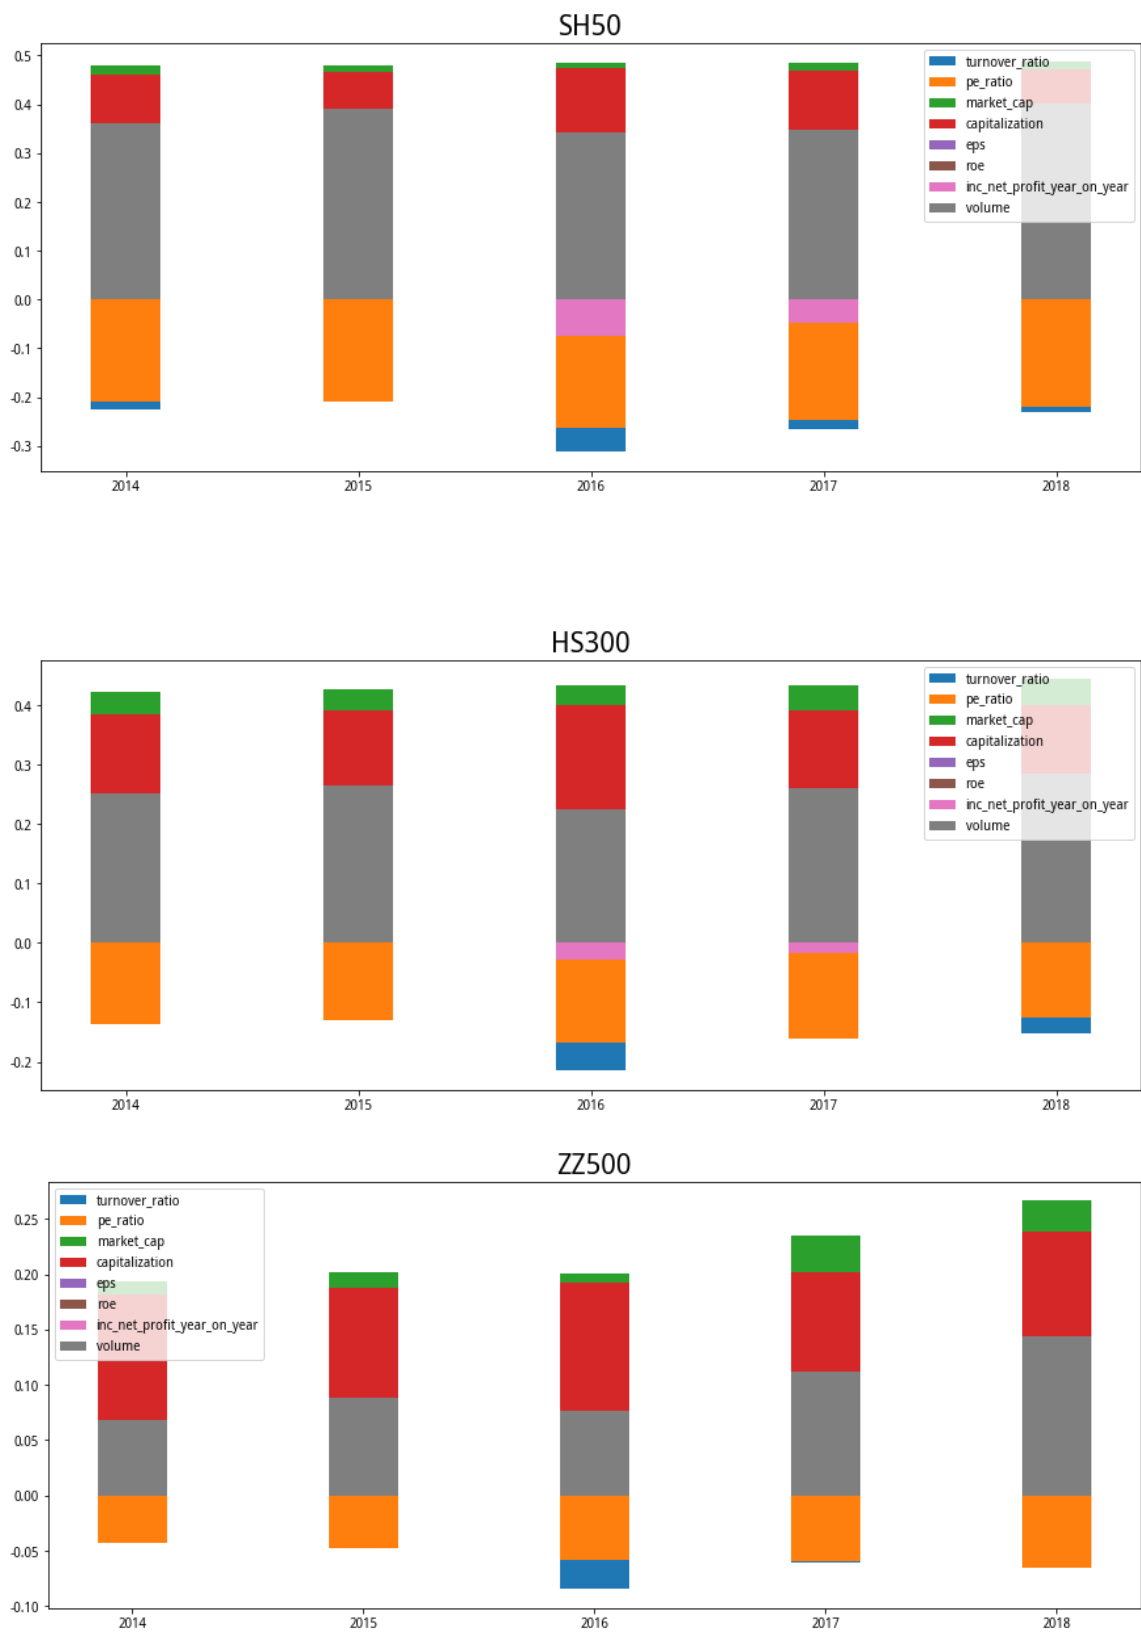 SH50
0.5
0.4
0.3
0.2
0.1
0.0
-0.1
-0.2
-0.3
turnover_ratio
pe_ratio
market_cap
capitalization
eps
roe
inc_net_profit_year_on_year
volume
2014 2015 2016 2017 2018
HS300
0.4
0.3
0.2
0.1
0.0
-0.1
-0.2
turnover_ratio
pe_ratio
market_cap
capitalization
eps
roe
inc_net_profit_year_on_year
volume
2014 2015 2016 2017 2018
ZZ500
0.25
0.20
0.15
0.10
0.05
0.00
-0.05
-0.10
turnover_ratio
pe_ratio
market_cap
capitalization
eps
roe
inc_net_profit_year_on_year
volume
2014 2015 2016 2017 2018